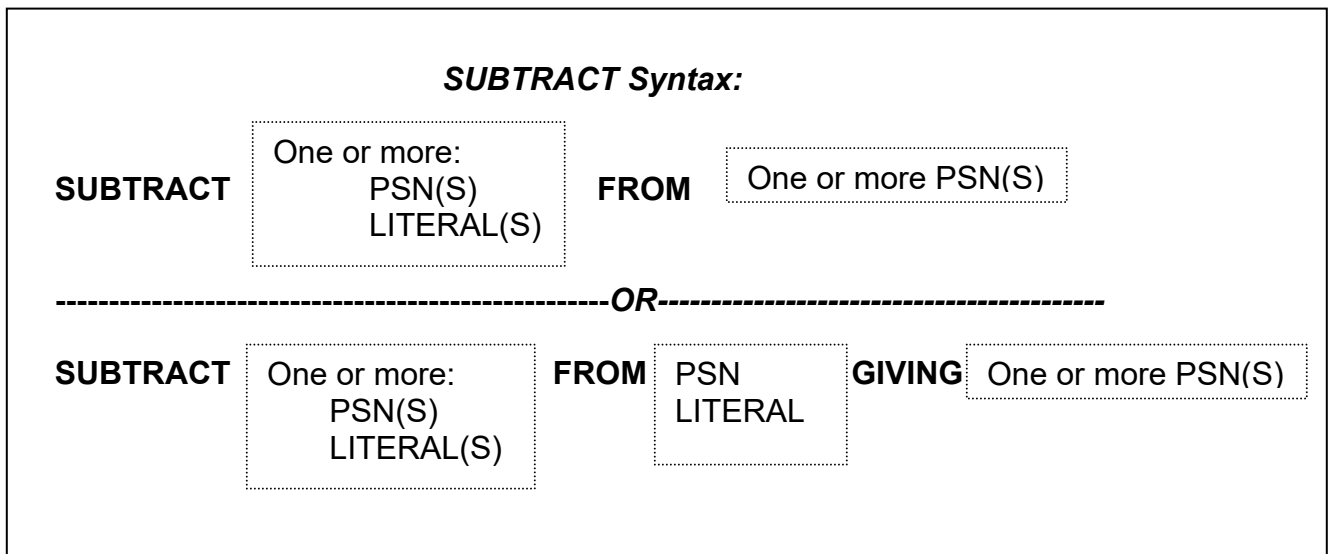 SUBTRACT Syntax:
One or more:
SUBTRACT PSN(S) FROM One or more PSN(S)
LITERAL(S)
----------------------------------------------------OR------------------------------------------
SUBTRACT One or more: FROM PSN GIVING One or more PSN(S)
PSN(S) LITERAL
LITERAL(S)